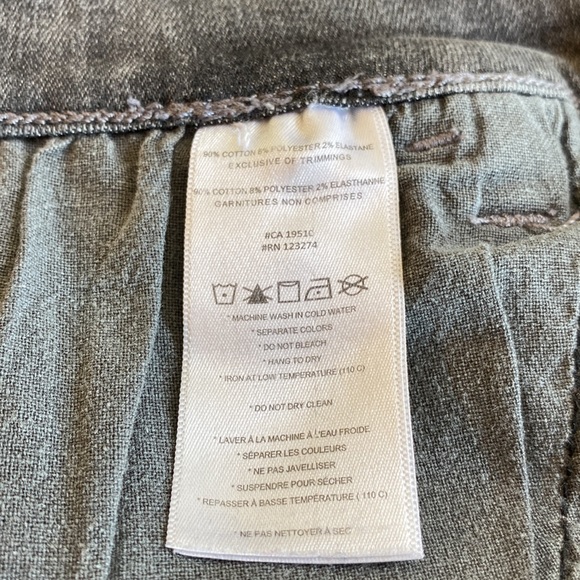 90% COTTON 8% POLYESTER 2% ELASTANE
EXCLUSIVE OF TRIMMINGS
90% COTTON 8% POLYESTER 2% ELASTHANNE
GARNITURES NON COMPRISES
#CA 19510
#RN 123274
* MACHINE WASH IN COLD WATER
* SEPARATE COLORS
* DO NOT BLEACH
* HANG TO DRY
* IRON AT LOW TEMPERATURE (110 C)
* DO NOT DRY CLEAN
* LAVER À LA MACHINE À L'EAU FROIDE
* SÉPARER LES COULEURS
* NE PAS JAVELLISER
* SUSPENDRE POUR SÉCHER
* REPASSER À BASSE TEMPÉRATURE ( 110 C)
* NE PAS NETTOYER À SEC